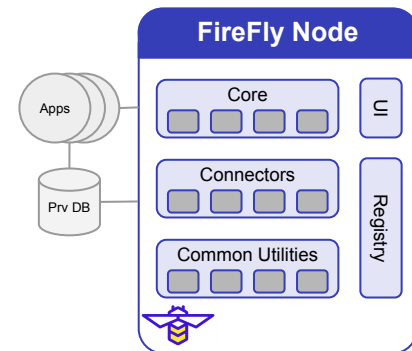 FireFly Node
Core
UI
Apps
Connectors
Registry
Prv DB
Common Utilities